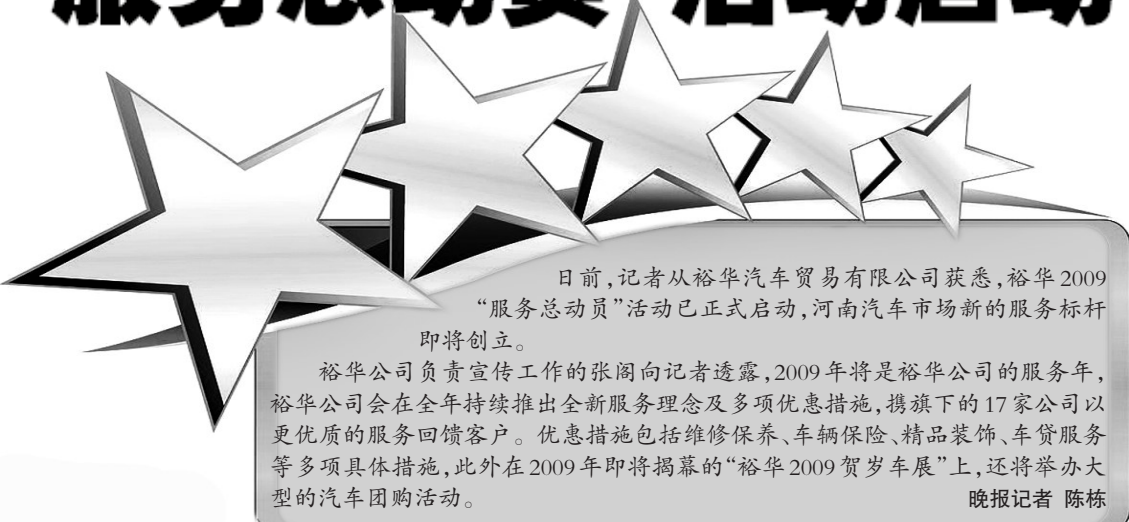 服务总动员 活动启动
日前,记者从裕华汽车贸易有限公司获悉,裕华2009
“服务总动员”活动已正式启动,河南汽车市场新的服务标杆
即将创立。
裕华公司负责宣传工作的张阁向记者透露,2009年将是裕华公司的服务年,
裕华公司会在全年持续推出全新服务理念及多项优惠措施,携旗下的17家公司以
更优质的服务回馈客户。优惠措施包括维修保养、车辆保险、精品装饰、车贷服务
等多项具体措施,此外在2009年即将揭幕的“裕华2009贺岁车展”上,还将举办大
型的汽车团购活动。 晚报记者 陈栋